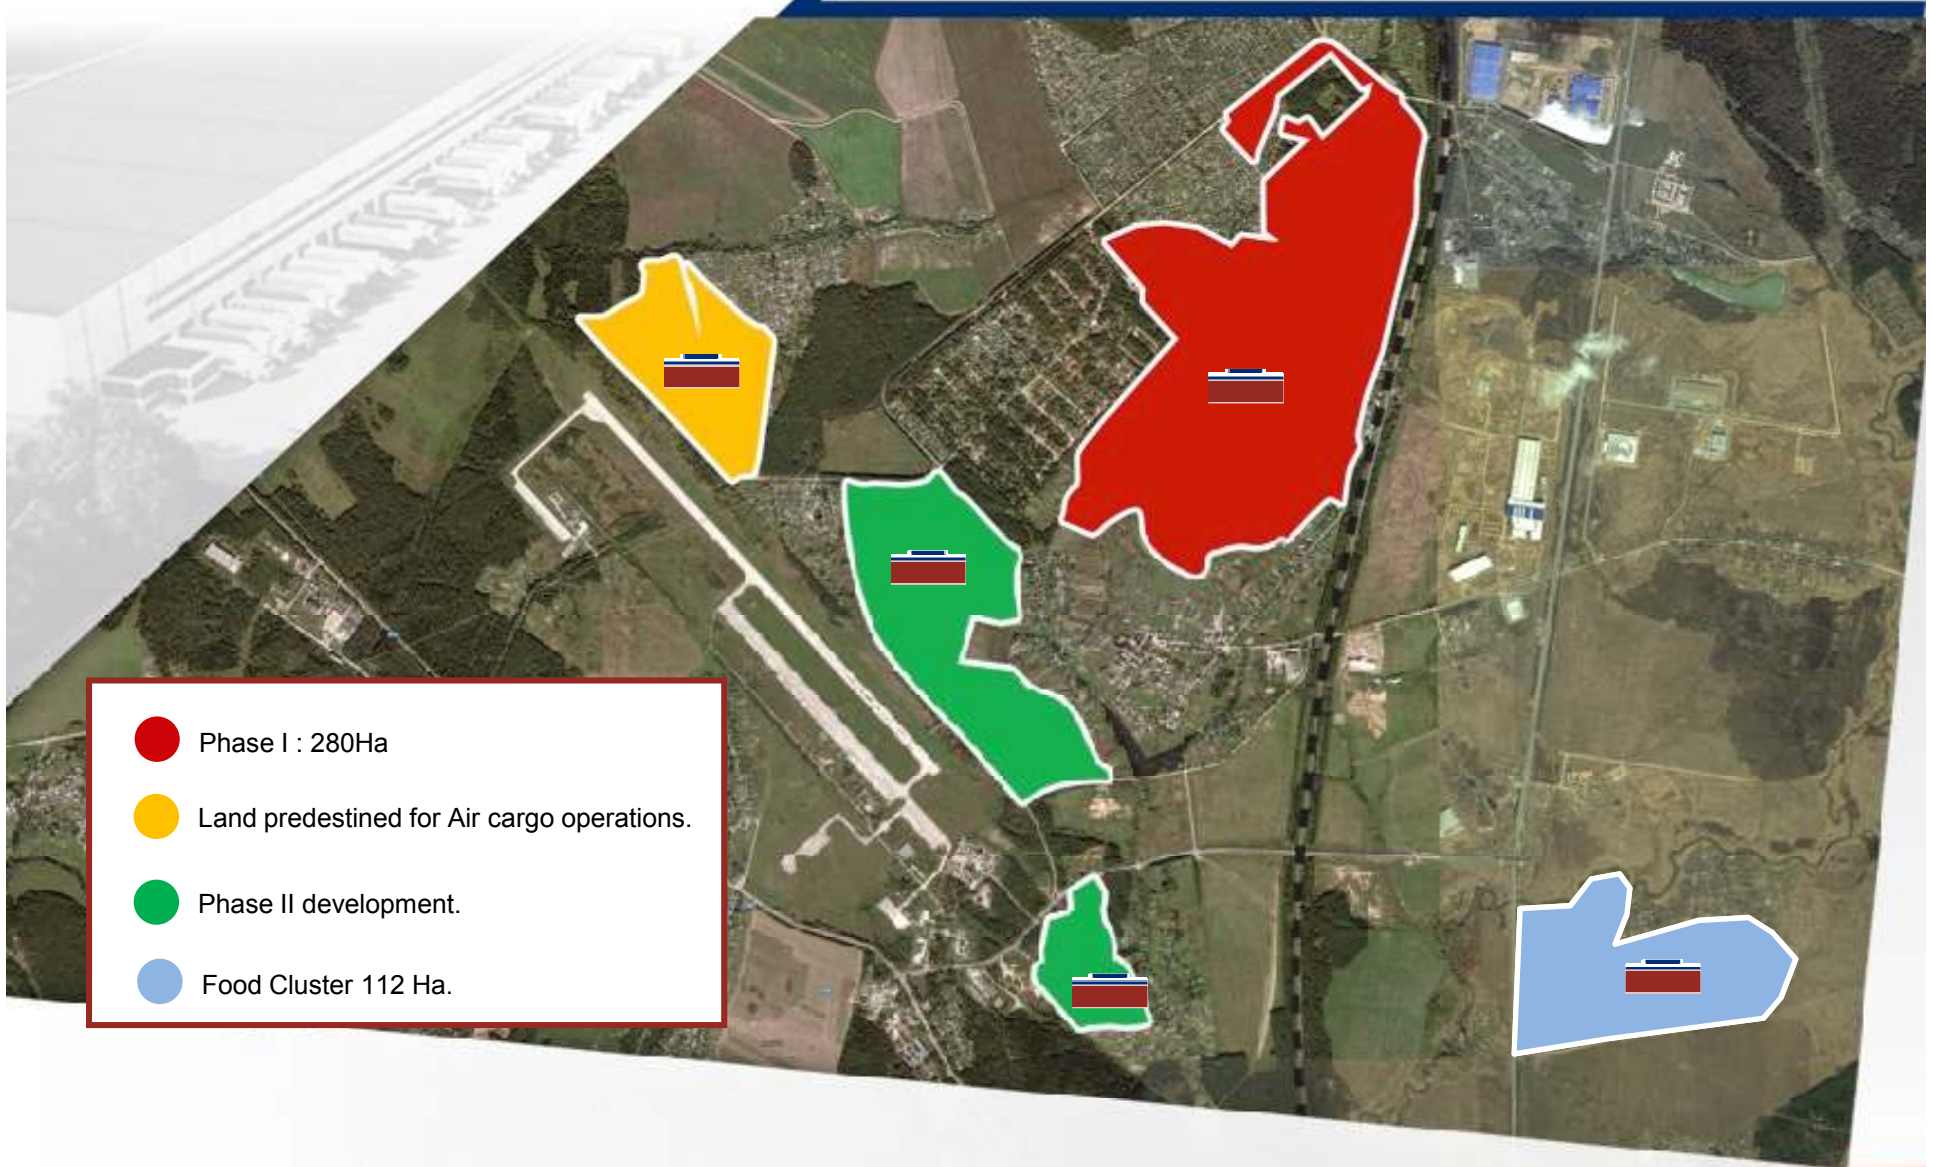 Phase I : 280Ha
Land predestined for Air cargo operations.
Phase II development.
Food Cluster 112 Ha.